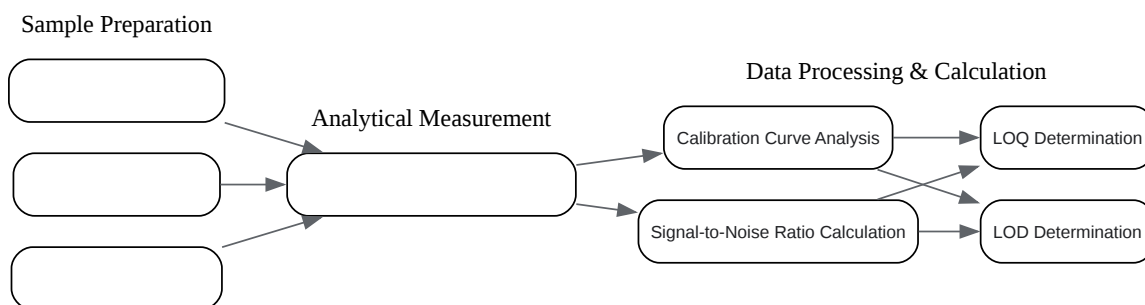 Sample Preparation
Analytical Measurement
Data Processing & Calculation
Calibration Curve Analysis
LOQ Determination
Signal-to-Noise Ratio Calculation
LOD Determination